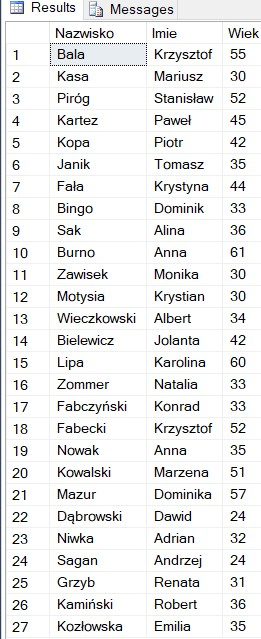 Results Messages
Nazwisko Imie Wiek
1 Bala Krzysztof 55
2 Kasa Mariusz 30
3 Piróg Stanisław 52
4 Kartez Paweł 45
5 Kopa Piotr 42
6 Janik Tomasz 35
7 Fała Krystyna 44
8 Bingo Dominik 33
9 Sak Alina 36
10 Burno Anna 61
11 Zawisek Monika 30
12 Motysia Krystian 30
13 Wieczkowski Albert 34
14 Bielewicz Jolanta 42
15 Lipa Karolina 60
16 Zommer Natalia 33
17 Fabczyński Konrad 33
18 Fabecki Krzysztof 52
19 Nowak Anna 35
20 Kowalski Marzena 51
21 Mazur Dominika 57
22 Dąbrowski Dawid 24
23 Niwka Adrian 32
24 Sagan Andrzej 24
25 Grzyb Renata 31
26 Kamiński Robert 36
27 Kozłowska Emilia 35